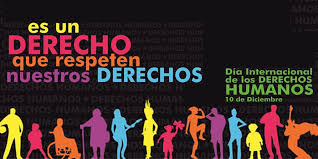 es un
DERECHO
que respeten
nuestros DERECHOS
Día Internacional
de los DERECHOS
HUMANOS
10 de Diciembre